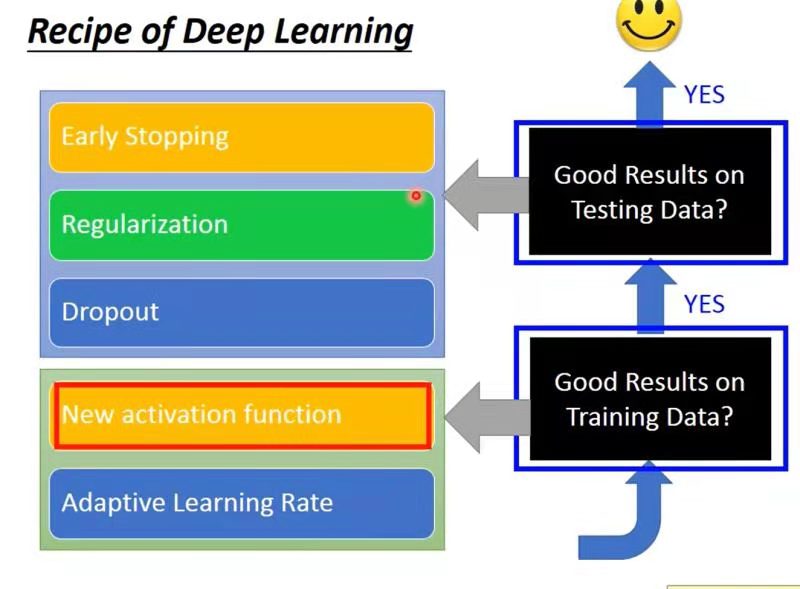 Recipe of Deep Learning
YES
Early Stopping
Good Results on
Testing Data?
Regularization
Dropout
YES
New activation function
Good Results on
Training Data?
Adaptive Learning Rate